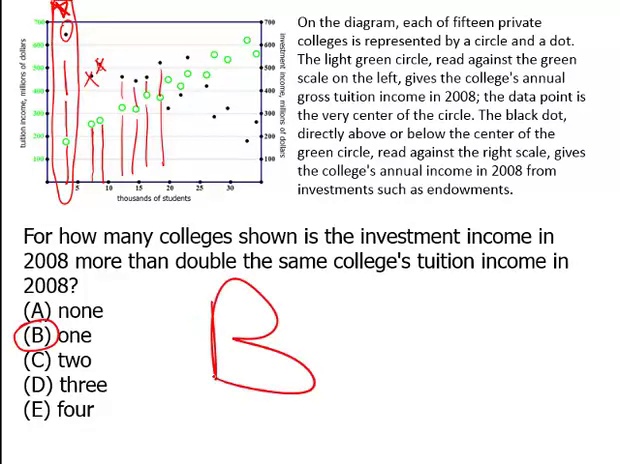 700
600
500
400
300
200
100
700
600
500
400
300
200
100
5
10
15
20
25
30
thousands of students
tuition income, millions of dollars
investment income, millions of dollars
On the diagram, each of fifteen private
colleges is represented by a circle and a dot.
The light green circle, read against the green
scale on the left, gives the college's annual
gross tuition income in 2008; the data point is
the very center of the circle. The black dot,
directly above or below the center of the
green circle, read against the right scale, gives
the college's annual income in 2008 from
investments such as endowments.
For how many colleges shown is the investment income in
2008 more than double the same college's tuition income in
2008?
(A) none
(B) one
(C) two
(D) three
(E) four
B